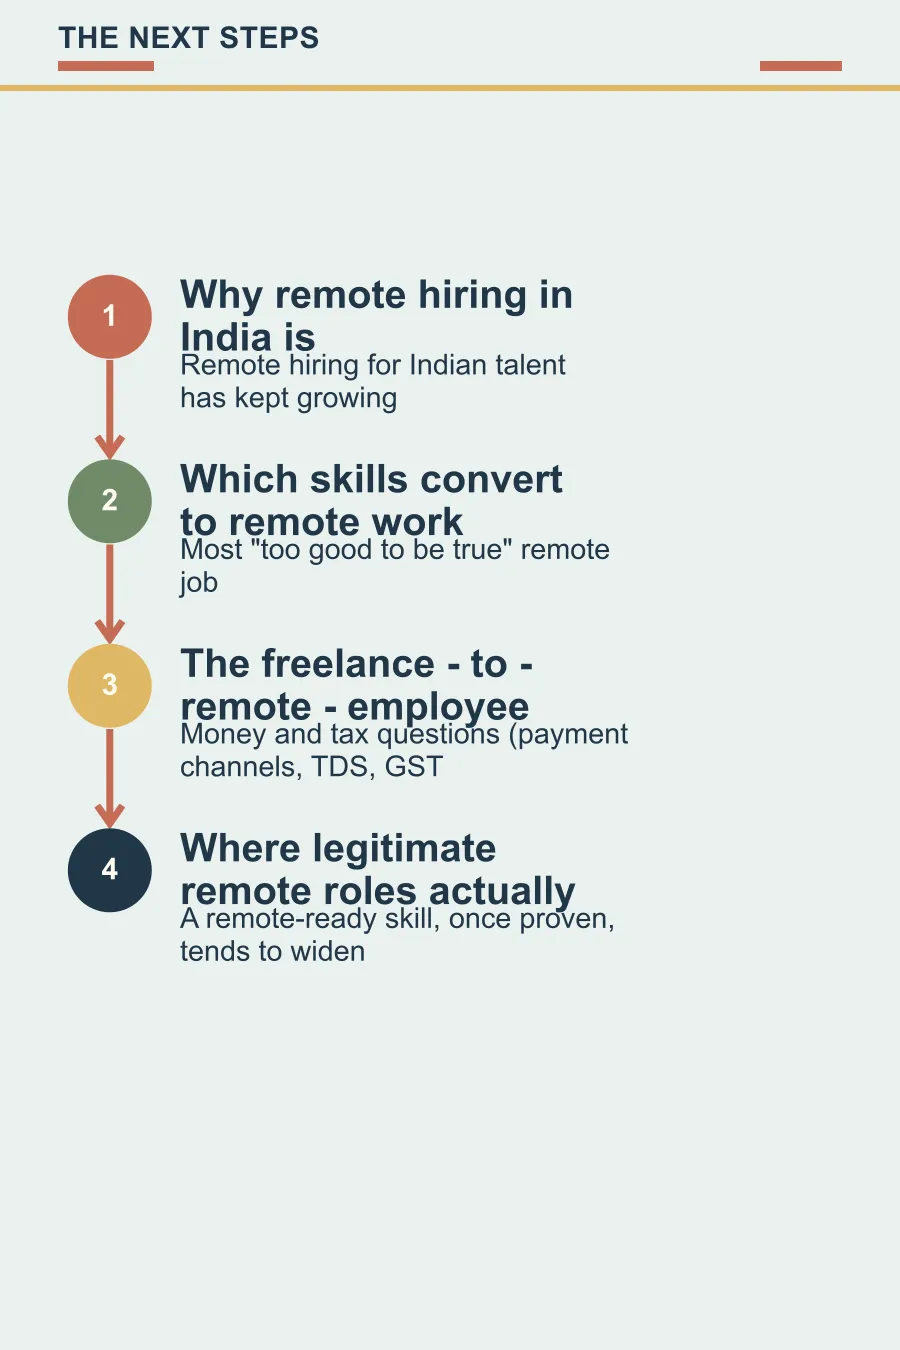 THE NEXT STEPS
1
Why remote hiring in
India is
Remote hiring for Indian talent
has kept growing
2
Which skills convert
to remote work
Most "too good to be true" remote
job
3
The freelance - to -
remote - employee
Money and tax questions (payment
channels, TDS, GST
4
Where legitimate
remote roles actually
A remote-ready skill, once proven,
tends to widen